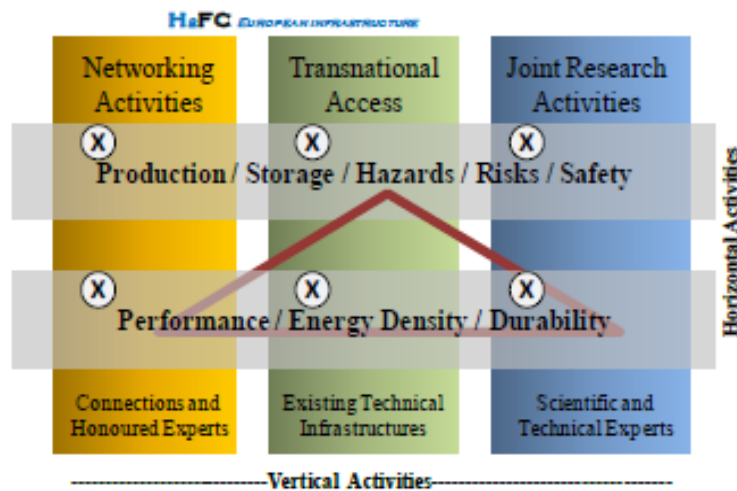 H2FC EUROPEAN INFRASTRUCTURE
Networking Activities
Transnational Access
Joint Research Activities
X X X
Production / Storage / Hazards / Risks / Safety
X X X
Performance / Energy Density / Durability
Connections and Honoured Experts
Existing Technical Infrastructures
Scientific and Technical Experts
Horizontal Activities
Vertical Activities